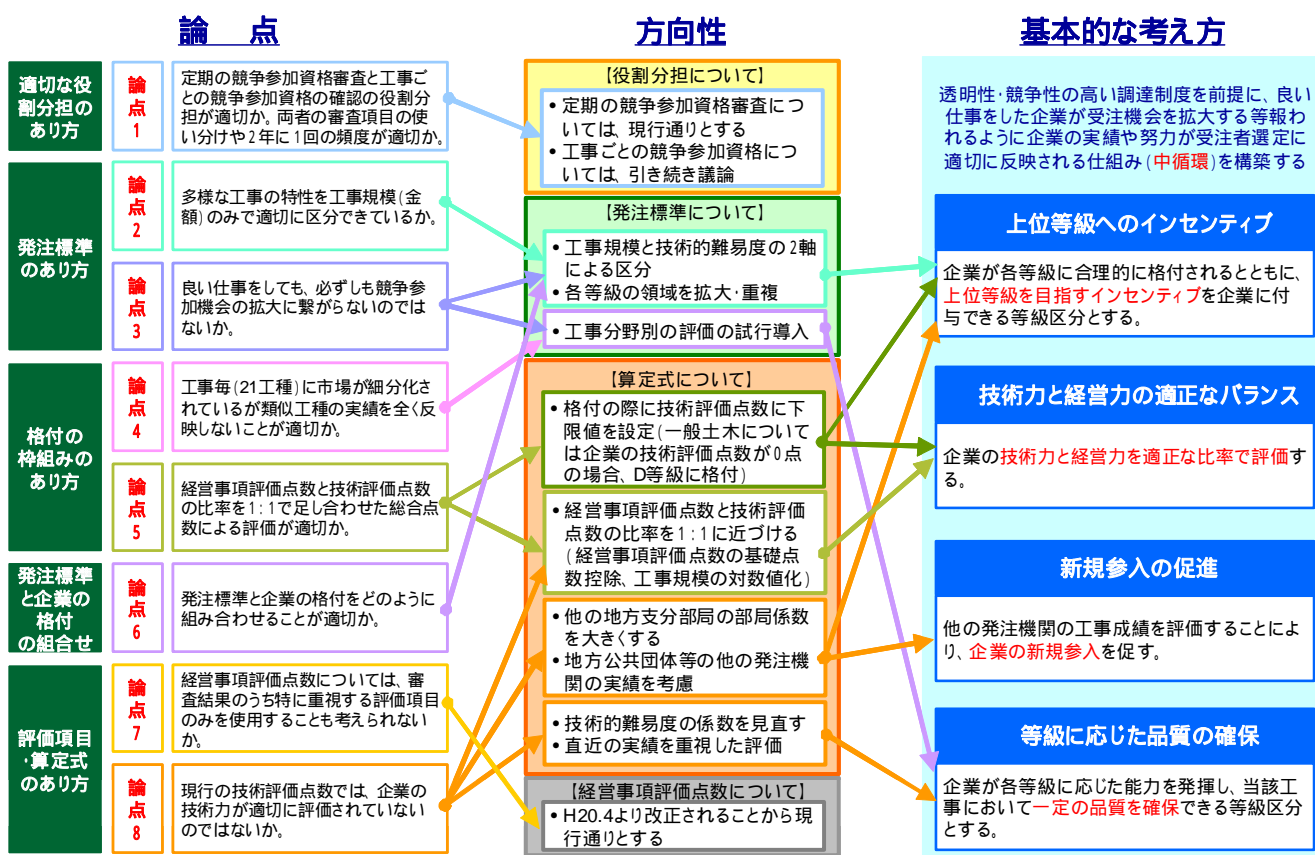 論 点
適切な役
割分担の
あり方
論
点
1
定期の競争参加資格審査と工事ご
との競争参加資格の確認の役割分
担が適切か。両者の審査項目の使
い分けや2年に1回の頻度が適切か。
発注標準
のあり方
論
点
2
多様な工事の特性を工事規模(金
額)のみで適切に区分できているか。
論
点
3
良い仕事をしても、必ずしも競争参
加機会の拡大に繋がらないのでは
ないか。
格付の
枠組みの
あり方
論
点
4
工事毎(21工種)に市場が細分化さ
れているが類似工種の実績を全く反
映しないことが適切か。
論
点
5
経営事項評価点数と技術評価点数
の比率を1:1で足し合わせた総合点
数による評価が適切か。
発注標準
と企業の
格付
の組合せ
論
点
6
発注標準と企業の格付をどのように
組み合わせることが適切か。
評価項目
・算定式
のあり方
論
点
7
経営事項評価点数については、審
査結果のうち特に重視する評価項目
のみを使用することも考えられない
か。
論
点
8
現行の技術評価点数では、企業の
技術力が適切に評価されていない
のではないか。
方向性
【役割分担について】
• 定期の競争参加資格審査につ
いては、現行通りとする
• 工事ごとの競争参加資格につ
いては、引き続き議論
【発注標準について】
• 工事規模と技術的難易度の2軸
による区分
• 各等級の領域を拡大・重複
• 工事分野別の評価の試行導入
【算定式について】
• 格付の際に技術評価点数に下
限値を設定(一般土木について
は企業の技術評価点数が0点
の場合、D等級に格付)
• 経営事項評価点数と技術評価
点数の比率を1:1に近づける
(経営事項評価点数の基礎点
数控除、工事規模の対数値化)
• 他の地方支分部局の部局係数
を大きくする
• 地方公共団体等の他の発注機
関の実績を考慮
• 技術的難易度の係数を見直す
• 直近の実績を重視した評価
【経営事項評価点数について】
• H20.4より改正されることから現
行通りとする
基本的な考え方
透明性・競争性の高い調達制度を前提に、良い
仕事をした企業が受注機会を拡大する等報わ
れるように企業の実績や努力が受注者選定に
適切に反映される仕組み(中循環)を構築する
上位等級へのインセンティブ
企業が各等級に合理的に格付されるとともに、
上位等級を目指すインセンティブを企業に付
与できる等級区分とする。
技術力と経営力の適正なバランス
企業の技術力と経営力を適正な比率で評価す
る。
新規参入の促進
他の発注機関の工事成績を評価することによ
り、企業の新規参入を促す。
等級に応じた品質の確保
企業が各等級に応じた能力を発揮し、当該工
事において一定の品質を確保できる等級区分
とする。